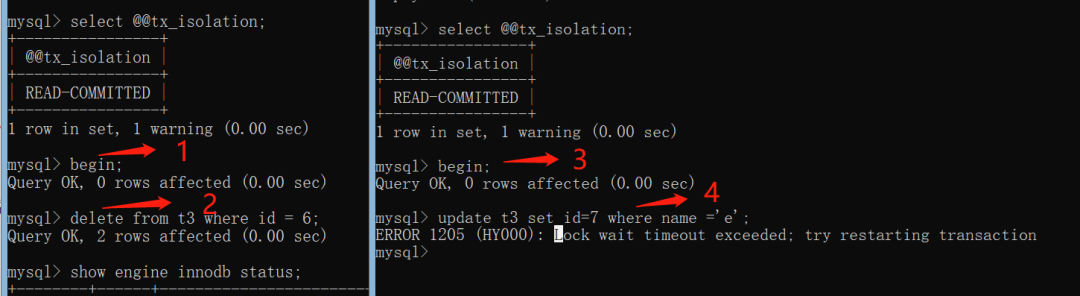 mysql> select @@tx_isolation;
+----------------+
| @@tx_isolation |
+----------------+
| READ-COMMITTED |
+----------------+
1 row in set, 1 warning (0.00 sec)
1
mysql> begin;
Query OK, 0 rows affected (0.00 sec)
2
mysql> delete from t3 where id = 6;
Query OK, 2 rows affected (0.00 sec)
mysql> show engine innodb status;
mysql> select @@tx_isolation;
+----------------+
| @@tx_isolation |
+----------------+
| READ-COMMITTED |
+----------------+
1 row in set, 1 warning (0.00 sec)
3
mysql> begin;
Query OK, 0 rows affected (0.00 sec)
4
mysql> update t3 set id=7 where name ='e';
ERROR 1205 (HY000): Lock wait timeout exceeded; try restarting transaction
mysql>